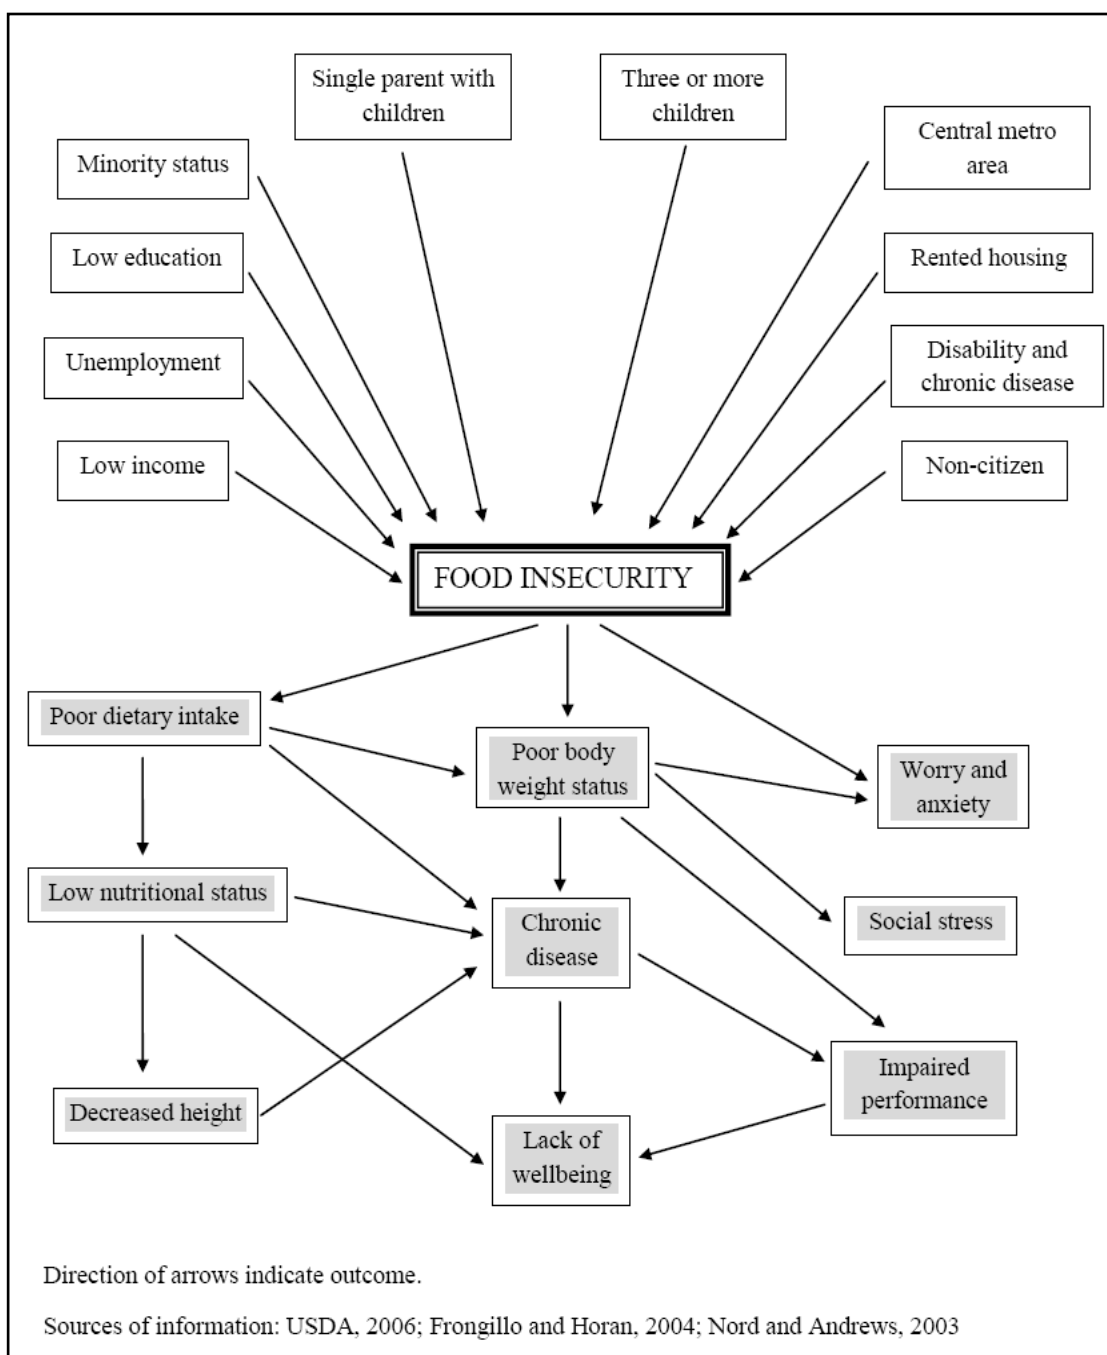 Single parent with
children
Three or more
children
Central metro
area
Minority status
Low education
Rented housing
Unemployment
Disability and
chronic disease
Low income
Non-citizen
FOOD INSECURITY
Poor dietary intake
Poor body
weight status
Worry and
anxiety
Low nutritional status
Chronic
disease
Social stress
Decreased height
Impaired
performance
Lack of
wellbeing
Direction of arrows indicate outcome.
Sources of information: USDA, 2006; Frongillo and Horan, 2004; Nord and Andrews, 2003